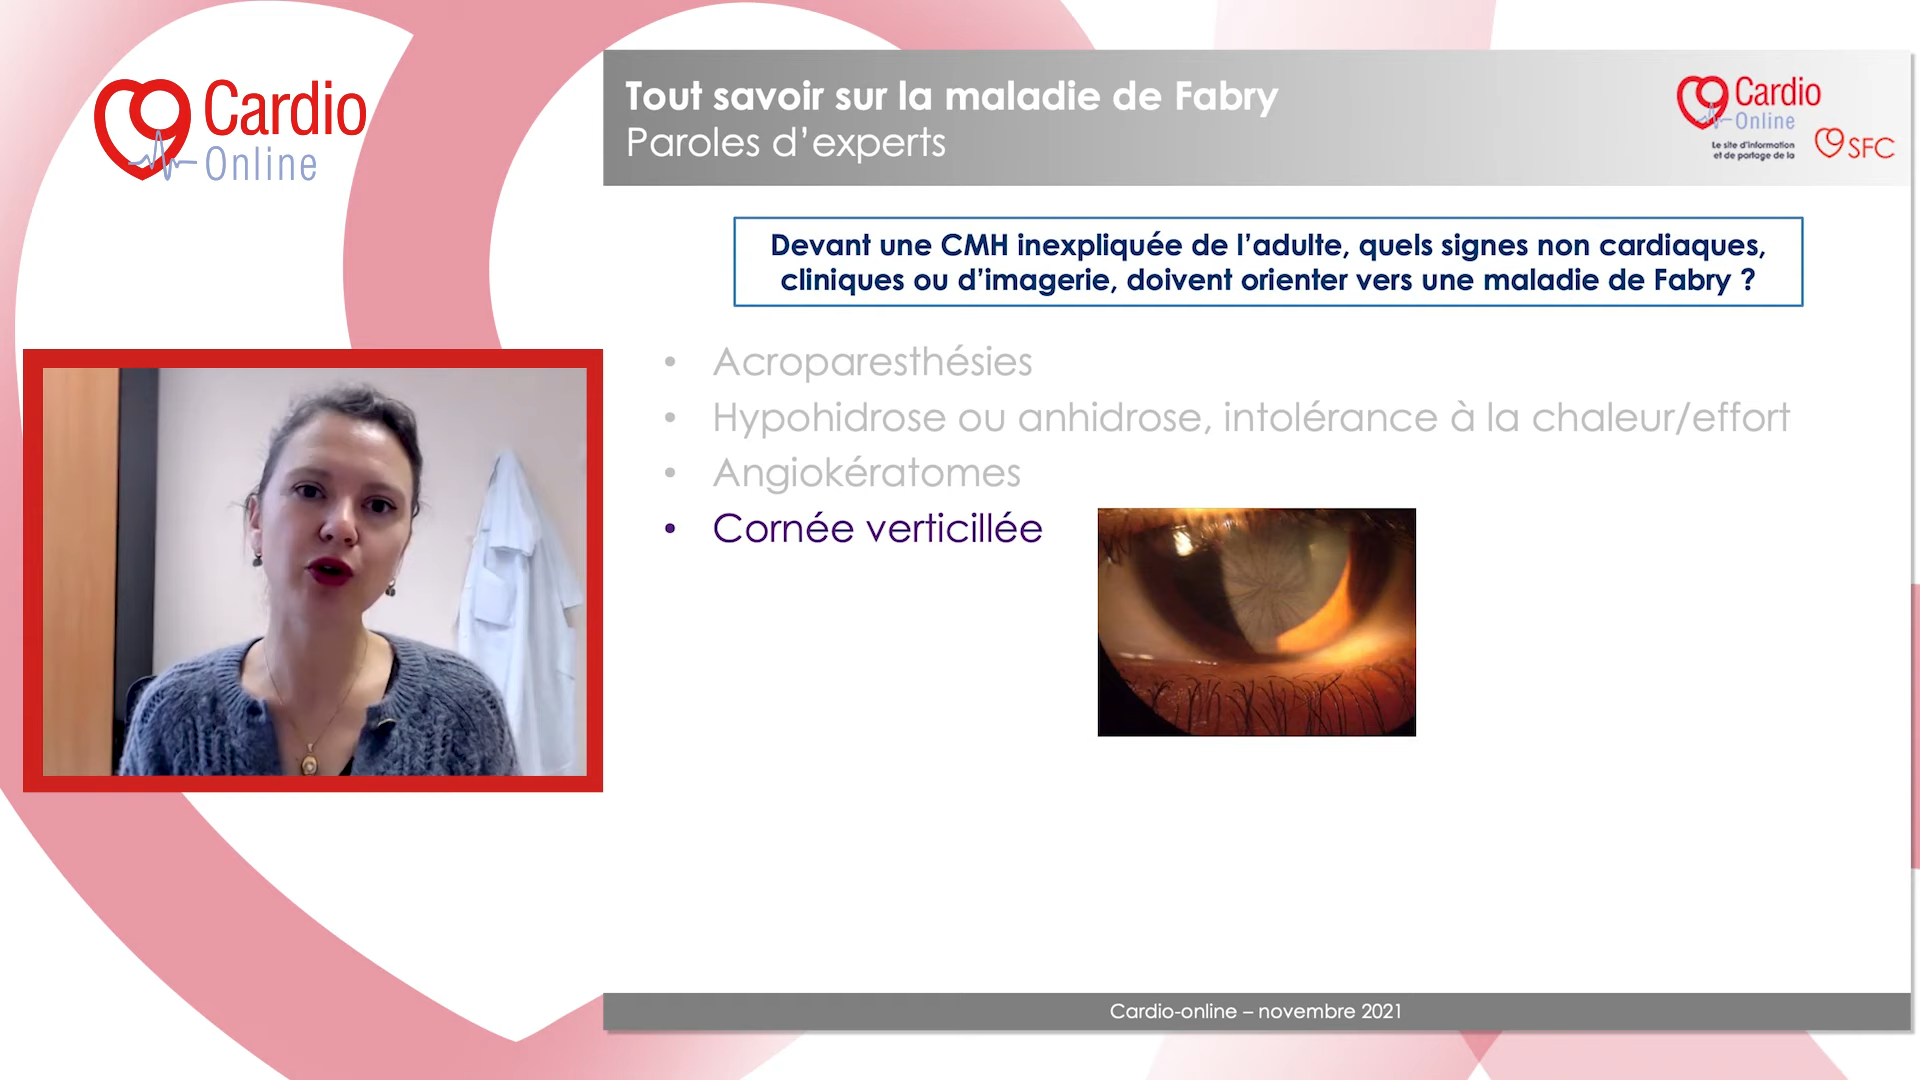 Cardio
Online
Tout savoir sur la maladie de Fabry
Paroles d’experts
Cardio
Online
Le site d'information
et de partage de la
SFC
Devant une CMH inexpliquée de l’adulte, quels signes non cardiaques,
cliniques ou d’imagerie, doivent orienter vers une maladie de Fabry ?
• Acroparesthésies
• Hypohidrose ou anhidrose, intolérance à la chaleur/effort
• Angiokératomes
• Cornée verticillée
Cardio-online – novembre 2021